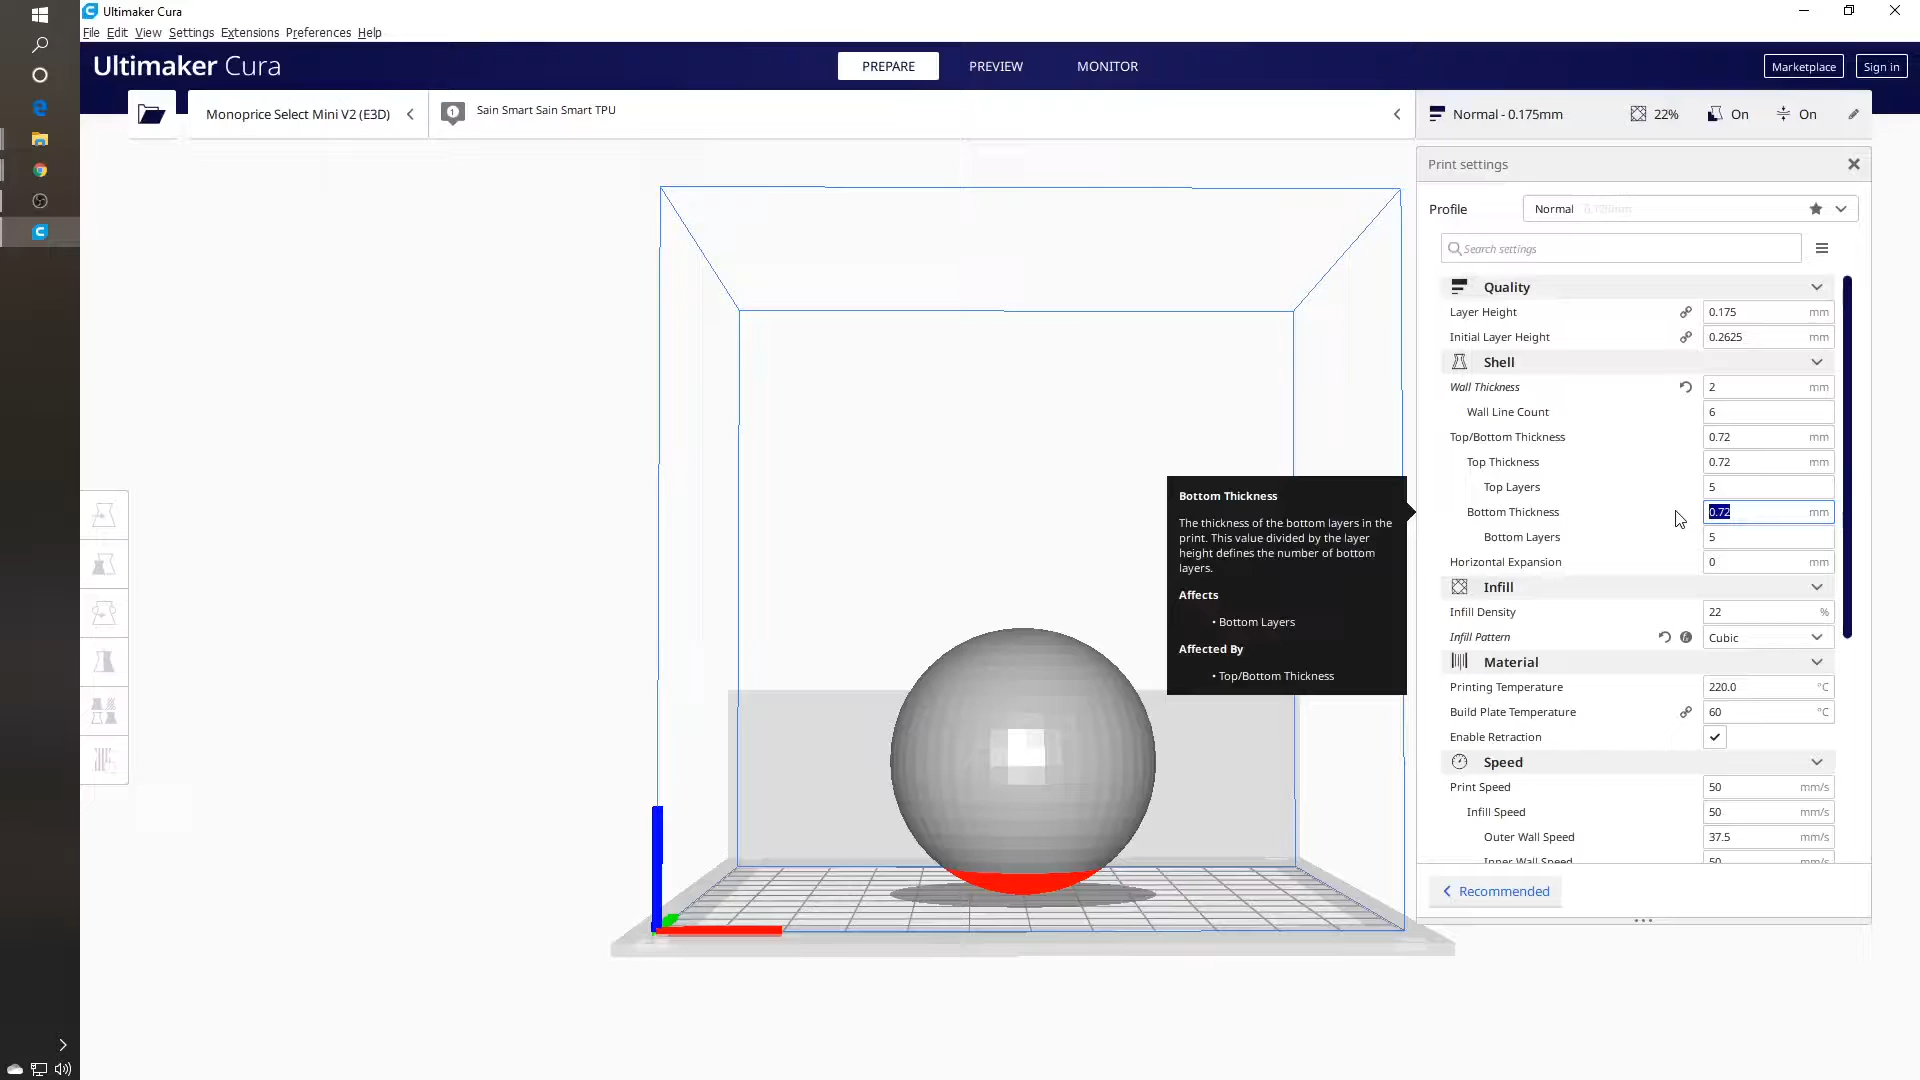 Ultimaker Cura
File Edit View Settings Extensions Preferences Help
Ultimaker Cura
PREPARE
PREVIEW
MONITOR
Marketplace
Sign in
Monoprice Select Mini V2 (E3D)
1
Sain Smart Sain Smart TPU
Normal - 0.175mm
22%
On
On
Print settings
Profile
Normal 0.175mm
Search settings
Quality
Layer Height 0.175 mm
Initial Layer Height 0.2625 mm
Shell
Wall Thickness 2 mm
Wall Line Count 6
Top/Bottom Thickness 0.72 mm
Top Thickness 0.72 mm
Top Layers 5
Bottom Thickness 0.72 mm
Bottom Layers 5
Horizontal Expansion 0 mm
Infill
Infill Density 22 %
Infill Pattern Cubic
Material
Printing Temperature 220.0 °C
Build Plate Temperature 60 °C
Enable Retraction
Speed
Print Speed 50 mm/s
Infill Speed 50 mm/s
Outer Wall Speed 37.5 mm/s
Inner Wall Speed 50 mm/s
Recommended
Bottom Thickness
The thickness of the bottom layers in the
print. This value divided by the layer
height defines the number of bottom
layers.
Affects
• Bottom Layers
Affected By
• Top/Bottom Thickness